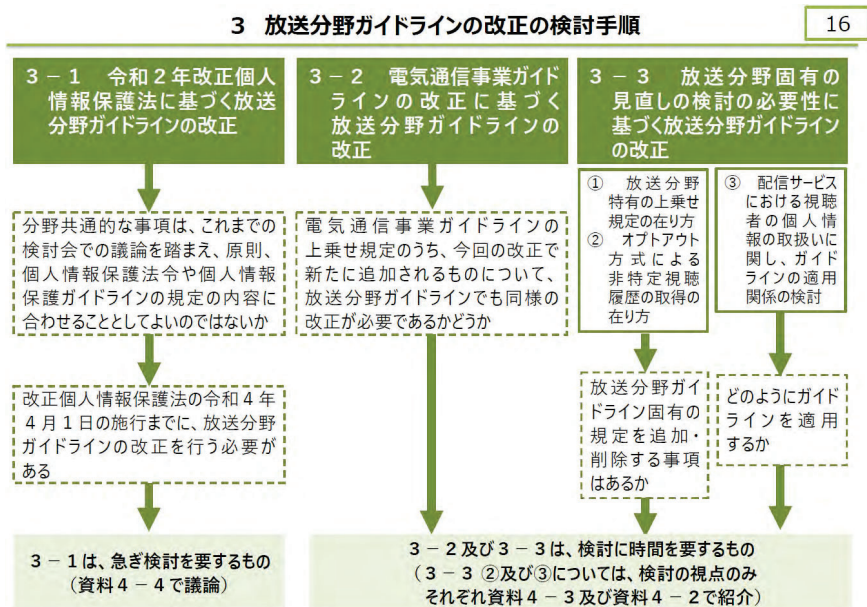 3 放送分野ガイドラインの改正の検討手順
16
3－1 令和2年改正個人
情報保護法に基づく放送
分野ガイドラインの改正
分野共通的な事項は、これまでの
検討会での議論を踏まえ、原則、
個人情報保護法令や個人情報
保護ガイドラインの規定の内容に
合わせることとしてよいのではないか
改正個人情報保護法の令和4年
4月1日の施行までに、放送分野
ガイドラインの改正を行う必要が
ある
3－1は、急ぎ検討を要するもの
（資料4－4で議論）
3－2 電気通信事業ガイド
ラインの改正に基づく
放送分野ガイドラインの
改正
電気通信事業ガイドラインの
上乗せ規定のうち、今回の改正で
新たに追加されるものについて、
放送分野ガイドラインでも同様の
改正が必要であるかどうか
3－3 放送分野固有の
見直しの検討の必要性に
基づく放送分野ガイドライン
の改正
① 放送分野
特有の上乗せ
規定の在り方
② オプトアウト
方式による
非特定視聴
履歴の取得の
在り方
放送分野ガイ
ドライン固有の
規定を追加・
削除する事項
はあるか
③ 配信サービス
における視聴
者の個人情
報の取扱いに
関し、ガイド
ラインの適用
関係の検討
どのようにガイド
ラインを適用
するか
3－2及び3－3は、検討に時間を要するもの
（3－3 ②及び③については、検討の視点のみ
それぞれ資料4－3及び資料4－2で紹介）